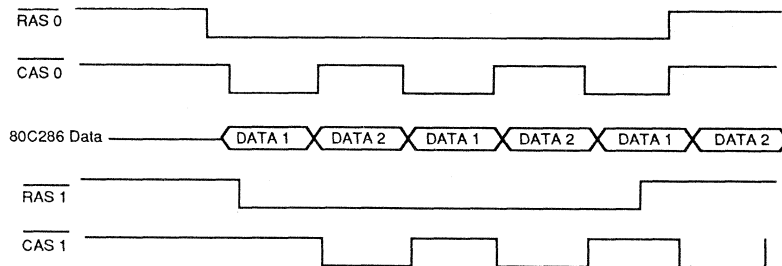 RAS 0
CAS 0
80C286 Data DATA 1 DATA 2 DATA 1 DATA 2 DATA 1 DATA 2
RAS 1
CAS 1